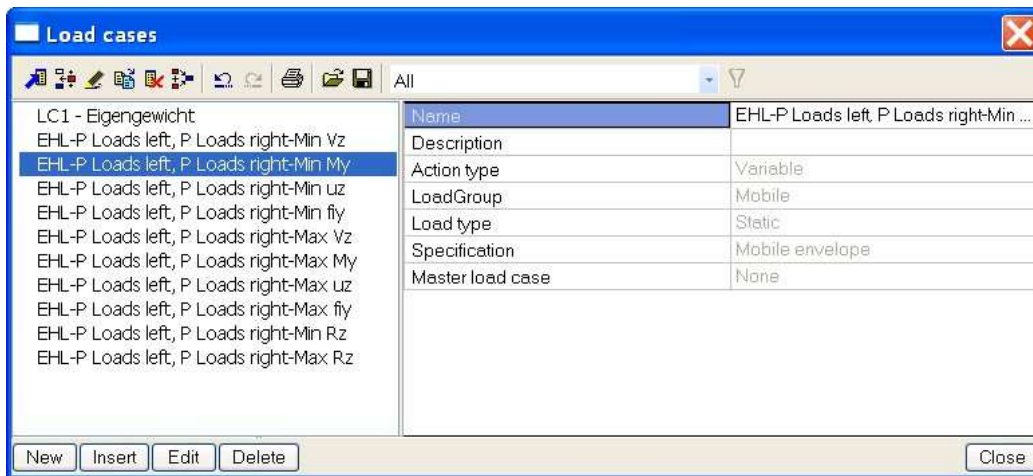 Load cases
All
LC1 - Eigengewicht
EHL-P Loads left, P Loads right-Min Vz
EHL-P Loads left, P Loads right-Min My
EHL-P Loads left, P Loads right-Min uz
EHL-P Loads left, P Loads right-Min fiy
EHL-P Loads left, P Loads right-Max Vz
EHL-P Loads left, P Loads right-Max My
EHL-P Loads left, P Loads right-Max uz
EHL-P Loads left, P Loads right-Max fiy
EHL-P Loads left, P Loads right-Min Rz
EHL-P Loads left, P Loads right-Max Rz
Name EHL-P Loads left, P Loads right-Min ...
Description
Action type Variable
LoadGroup Mobile
Load type Static
Specification Mobile envelope
Master load case None
New Insert Edit Delete Close